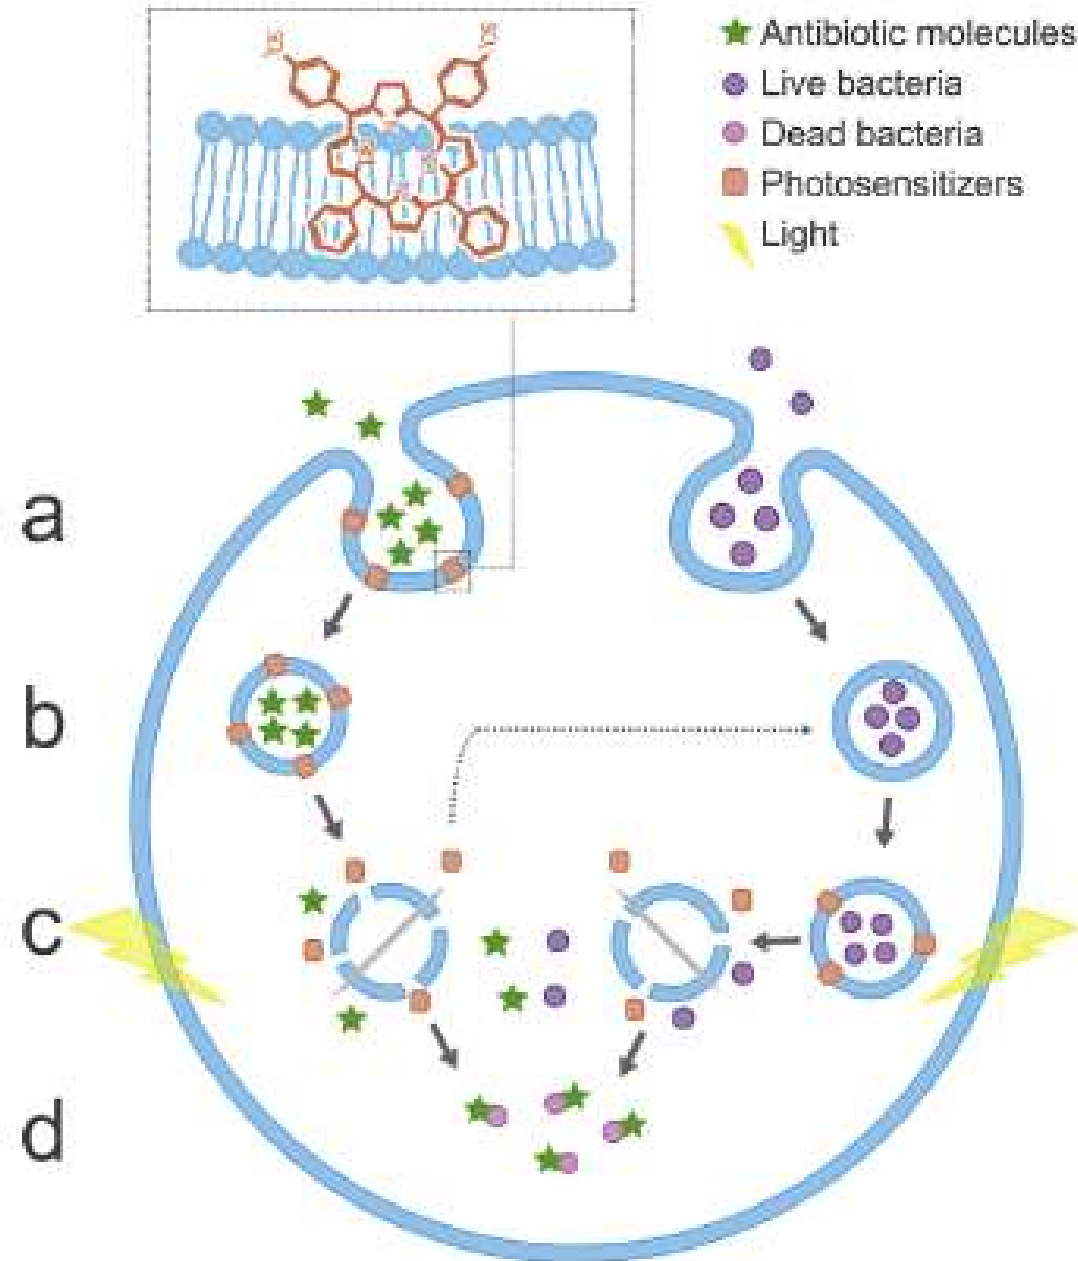 Antibiotic molecules
Live bacteria
Dead bacteria
Photosensitizers
Light
a
b
c
d